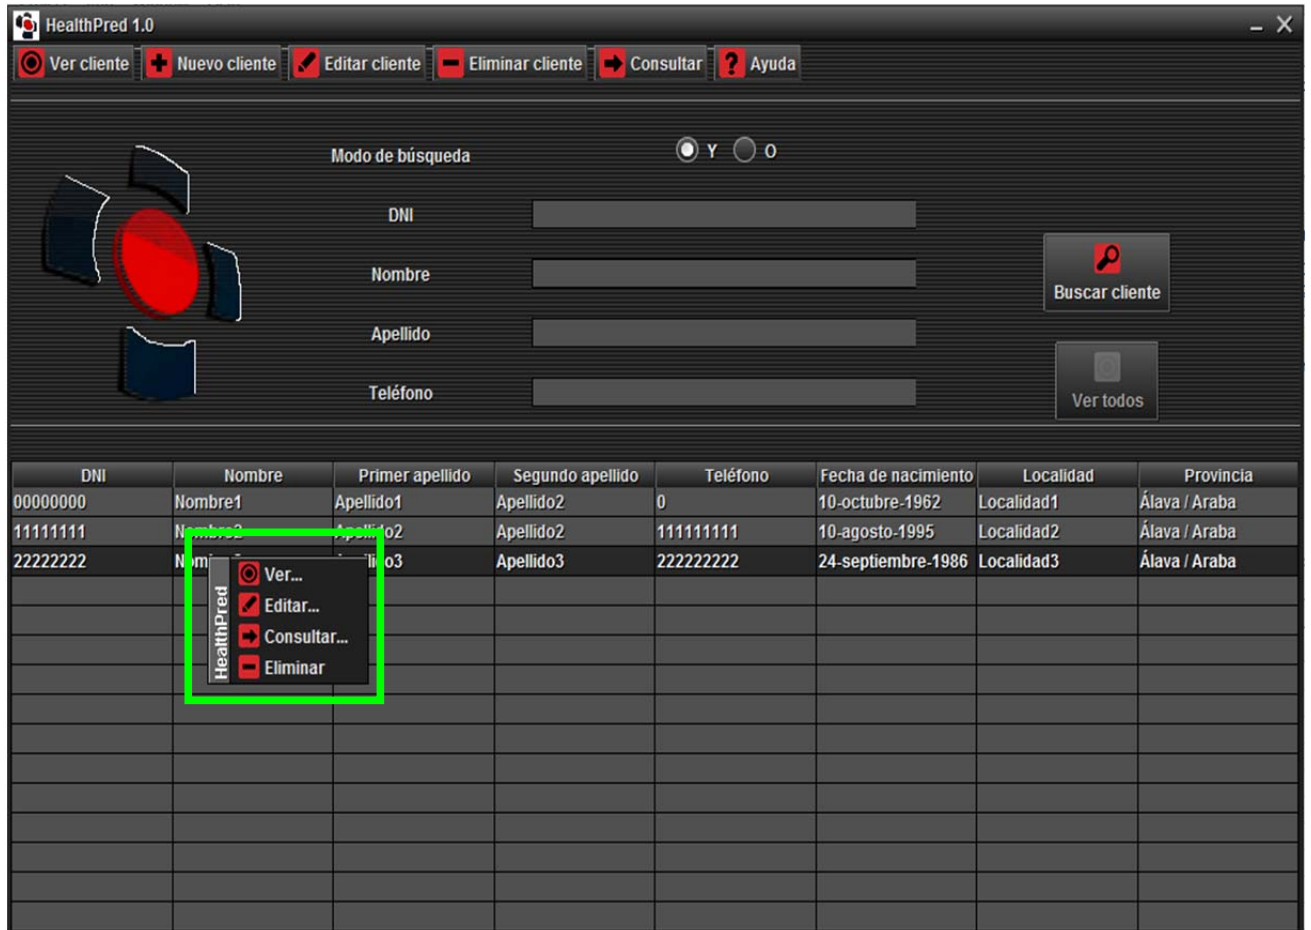 HealthPred 1.0
Ver cliente Nuevo cliente Editar cliente Eliminar cliente Consultar Ayuda
Modo de búsqueda Y O
DNI
Nombre
Buscar cliente
Apellido
Teléfono
Ver todos
DNI Nombre Primer apellido Segundo apellido Teléfono Fecha de nacimiento Localidad Provincia
00000000 Nombre1 Apellido1 Apellido2 0 10-octubre-1962 Localidad1 Álava / Araba
11111111 Nombre2 Apellido2 Apellido2 111111111 10-agosto-1995 Localidad2 Álava / Araba
22222222 Apellido3 222222222 24-septiembre-1986 Localidad3 Álava / Araba
HealthPred
Ver...
Editar...
Consultar...
Eliminar